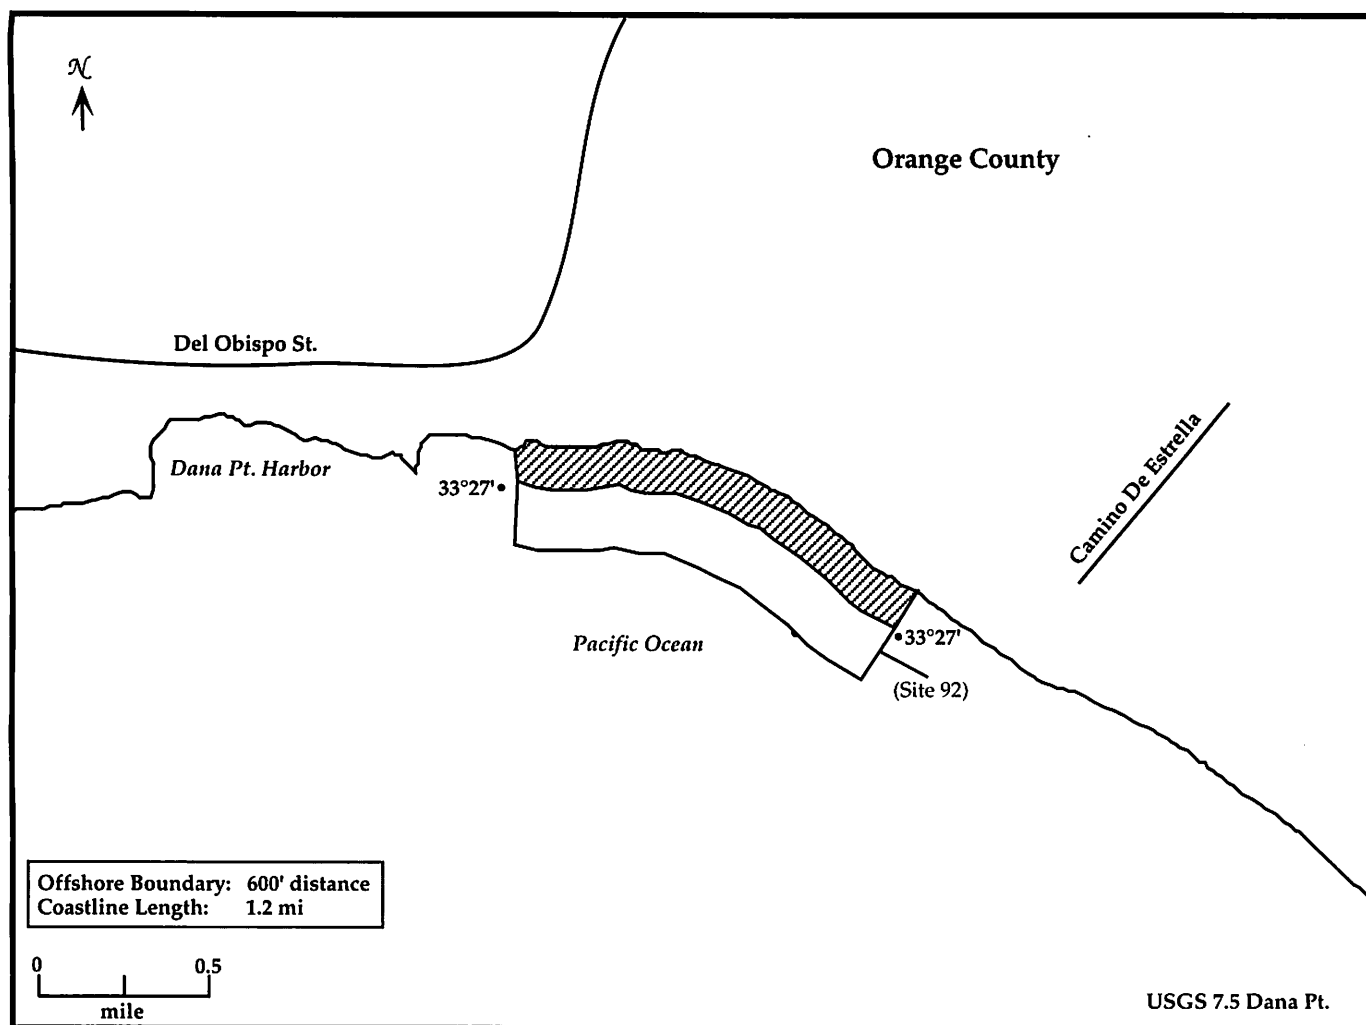 N
Orange County
Del Obispo St.
Dana Pt. Harbor
33°27'
Camino De Estrella
Pacific Ocean
33°27'
(Site 92)
Offshore Boundary: 600' distance
Coastline Length: 1.2 mi
0 0.5
mile
USGS 7.5 Dana Pt.